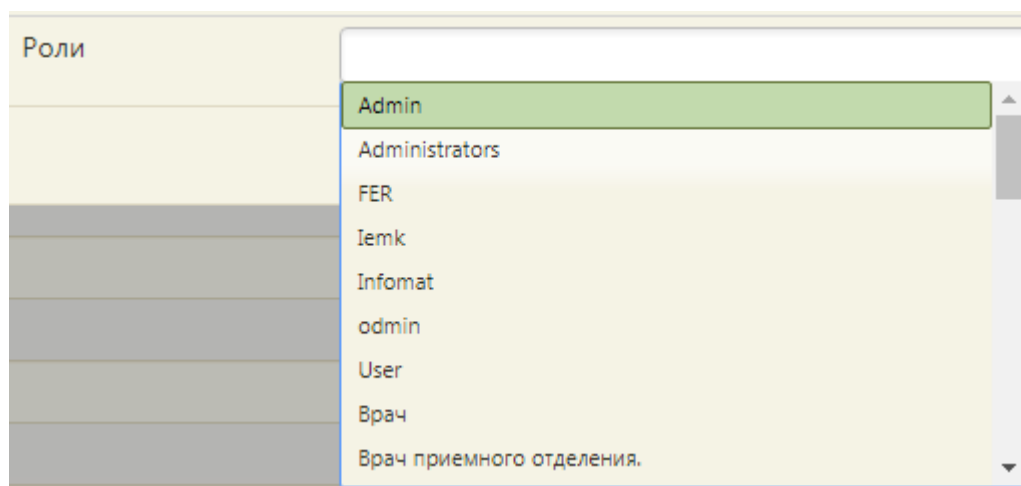 Роли
Admin
Administrators
FER
Iemk
Infomat
odmin
User
Врач
Врач приемного отделения.